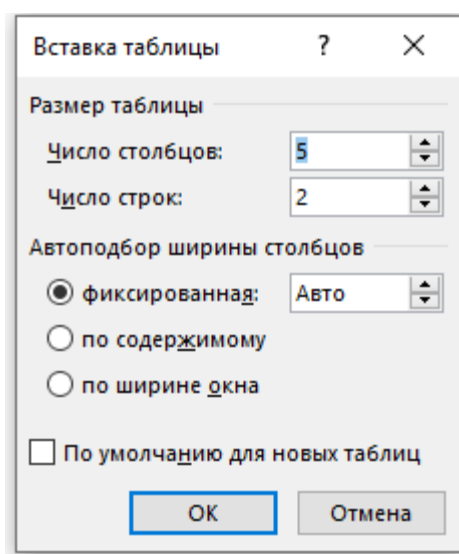 Вставка таблицы ?
Размер таблицы
Число столбцов: 5
Число строк: 2
Автоподбор ширины столбцов
фиксированная: Авто
по содержимому
по ширине окна
По умолчанию для новых таблиц
ОК Отмена